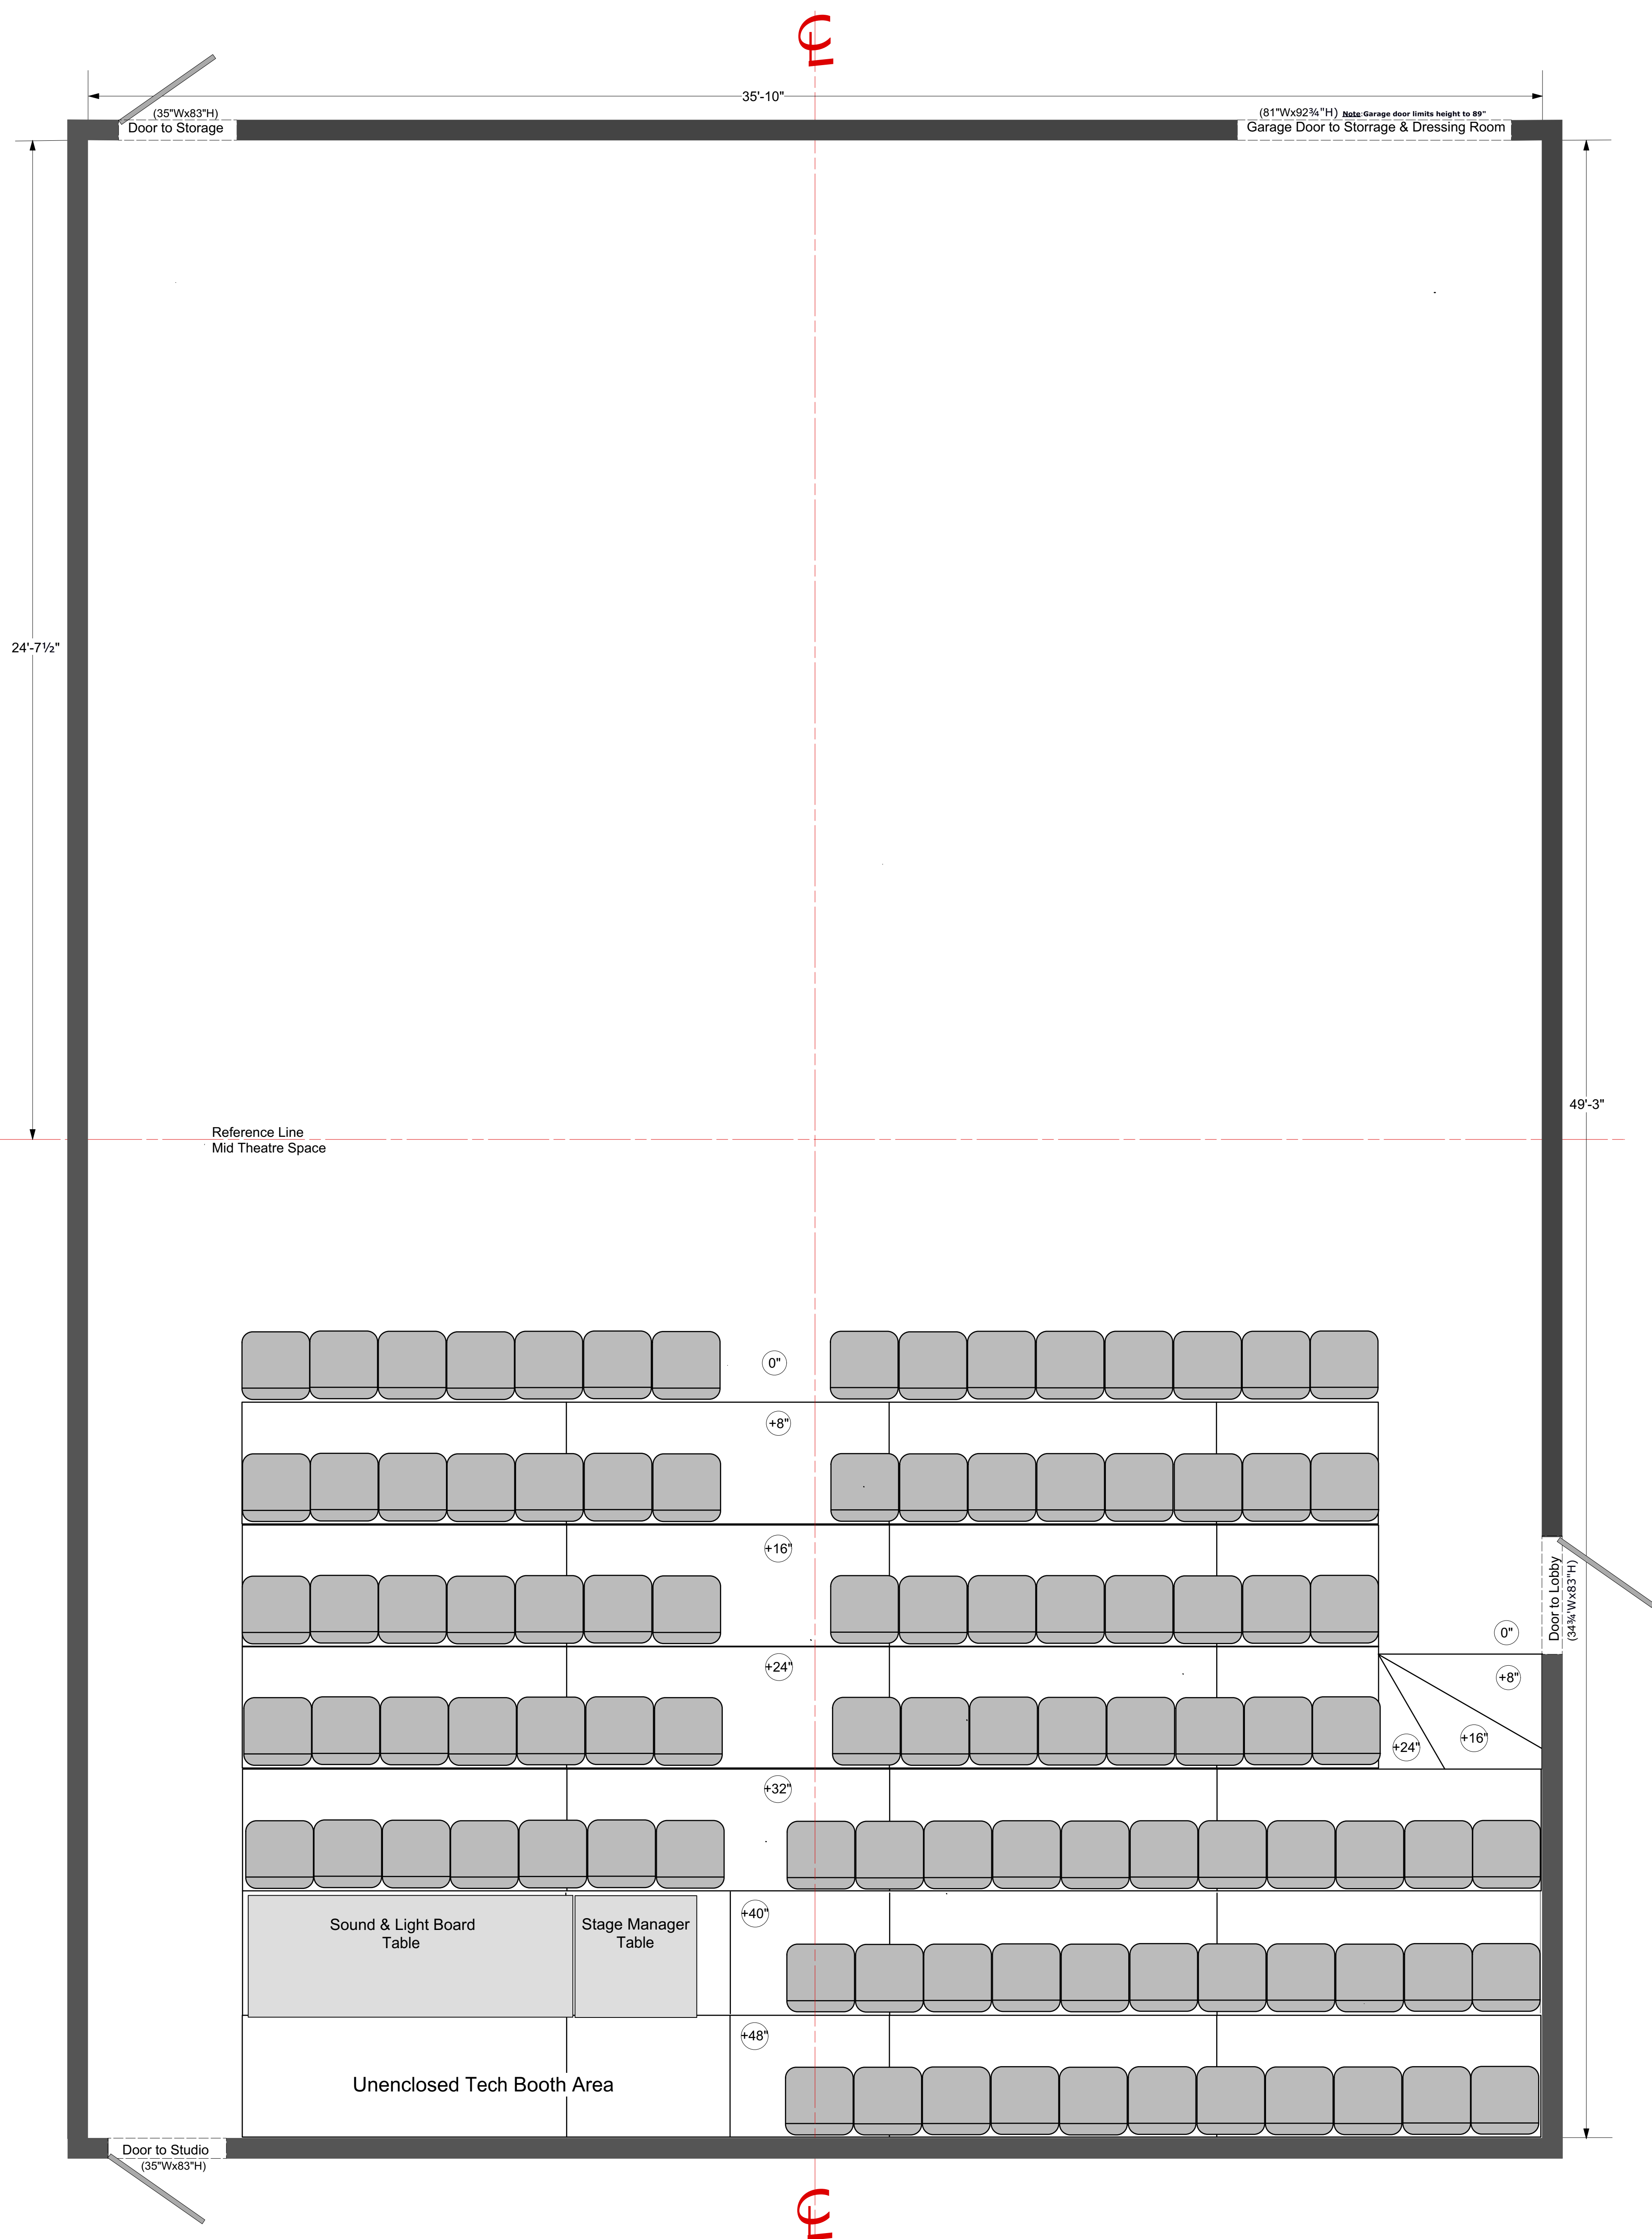 ℄
35'-10"
(35"Wx83"H)
Door to Storage
(81"Wx92¾"H) Note:Garage door limits height to 89"
Garage Door to Storrage & Dressing Room
24'-7½"
49'-3"
Reference Line
Mid Theatre Space
0"
+8"
+16"
Door to Lobby
(34¾'Wx83"H)
0"
+24"
+8"
+16"
+24"
+32"
+40"
Sound & Light Board
Table
Stage Manager
Table
+48"
Unenclosed Tech Booth Area
Door to Studio
(35"Wx83"H)
℄